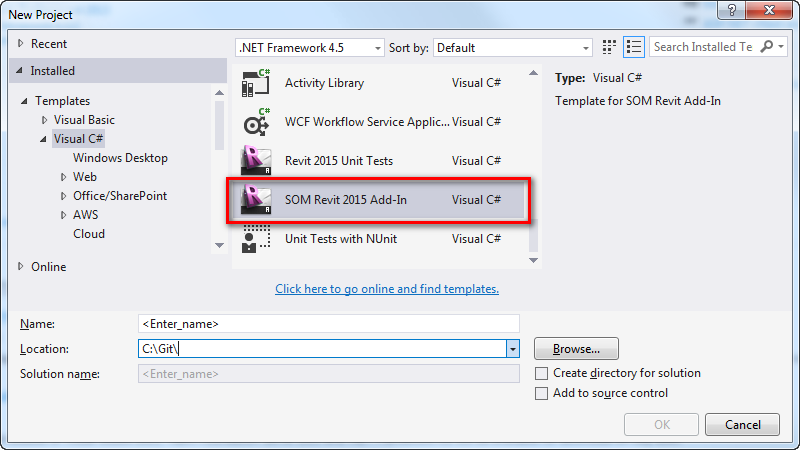 New Project
Recent
Installed
Templates
Visual Basic
Visual C#
Windows Desktop
Web
Office/SharePoint
AWS
Cloud
Online
.NET Framework 4.5
Sort by: Default
Search Installed Te
Activity Library Visual C#
WCF Workflow Service Applic... Visual C#
Revit 2015 Unit Tests Visual C#
SOM Revit 2015 Add-In Visual C#
Unit Tests with NUnit Visual C#
Click here to go online and find templates.
Type: Visual C#
Template for SOM Revit Add-In
Name: <Enter_name>
Location: C:\Git\
Browse...
Solution name: <Enter_name>
Create directory for solution
Add to source control
OK
Cancel